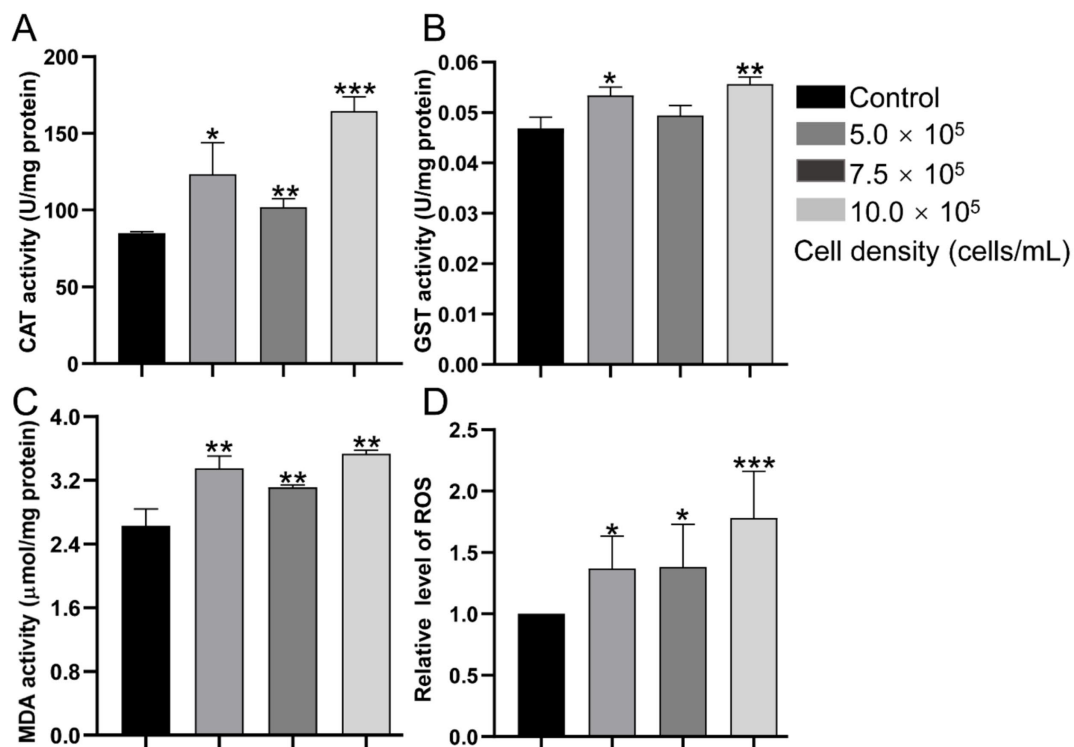 A
CAT activity (U/mg protein)
200
150
100
50
0
*
**
***
B
GST activity (U/mg protein)
0.06
0.05
0.04
0.03
0.02
0.01
0.00
*
**
Control
5.0 × 10⁵
7.5 × 10⁵
10.0 × 10⁵
Cell density (cells/mL)
C
MDA activity (μmol/mg protein)
4.0
3.2
2.4
1.6
0.8
0.0
**
**
**
D
Relative level of ROS
2.5
2.0
1.5
1.0
0.5
0.0
*
*
***